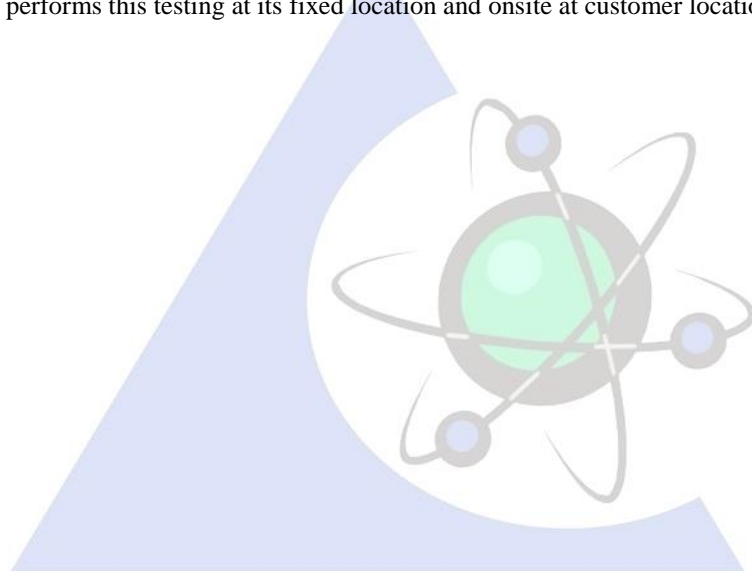 performs this testing at its fixed location and onsite at customer locatio